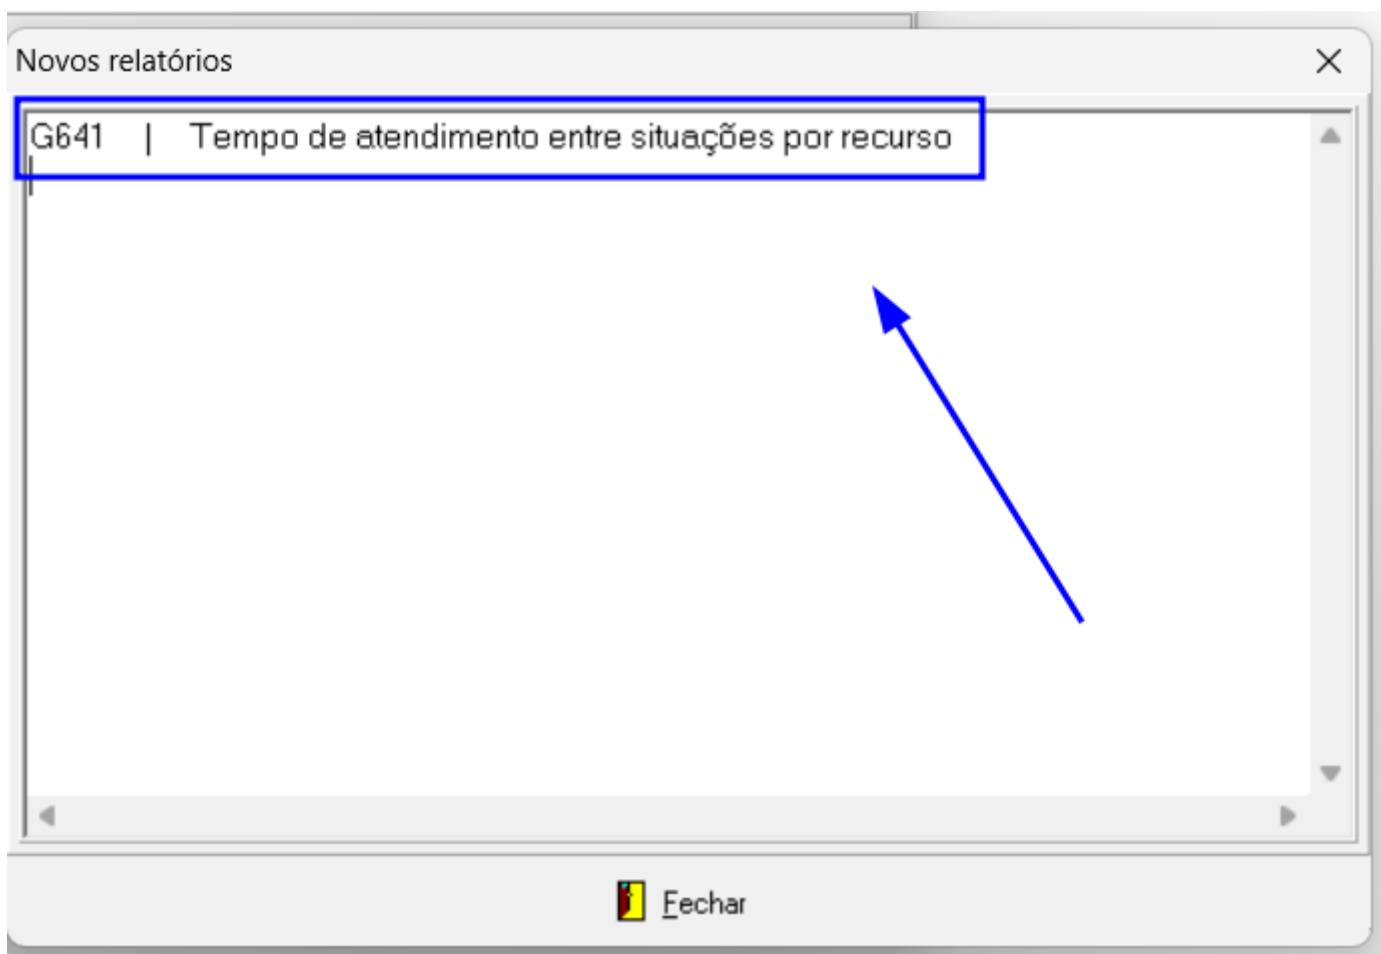 Novos relatórios
G641 | Tempo de atendimento entre situações por recurso
Fechar